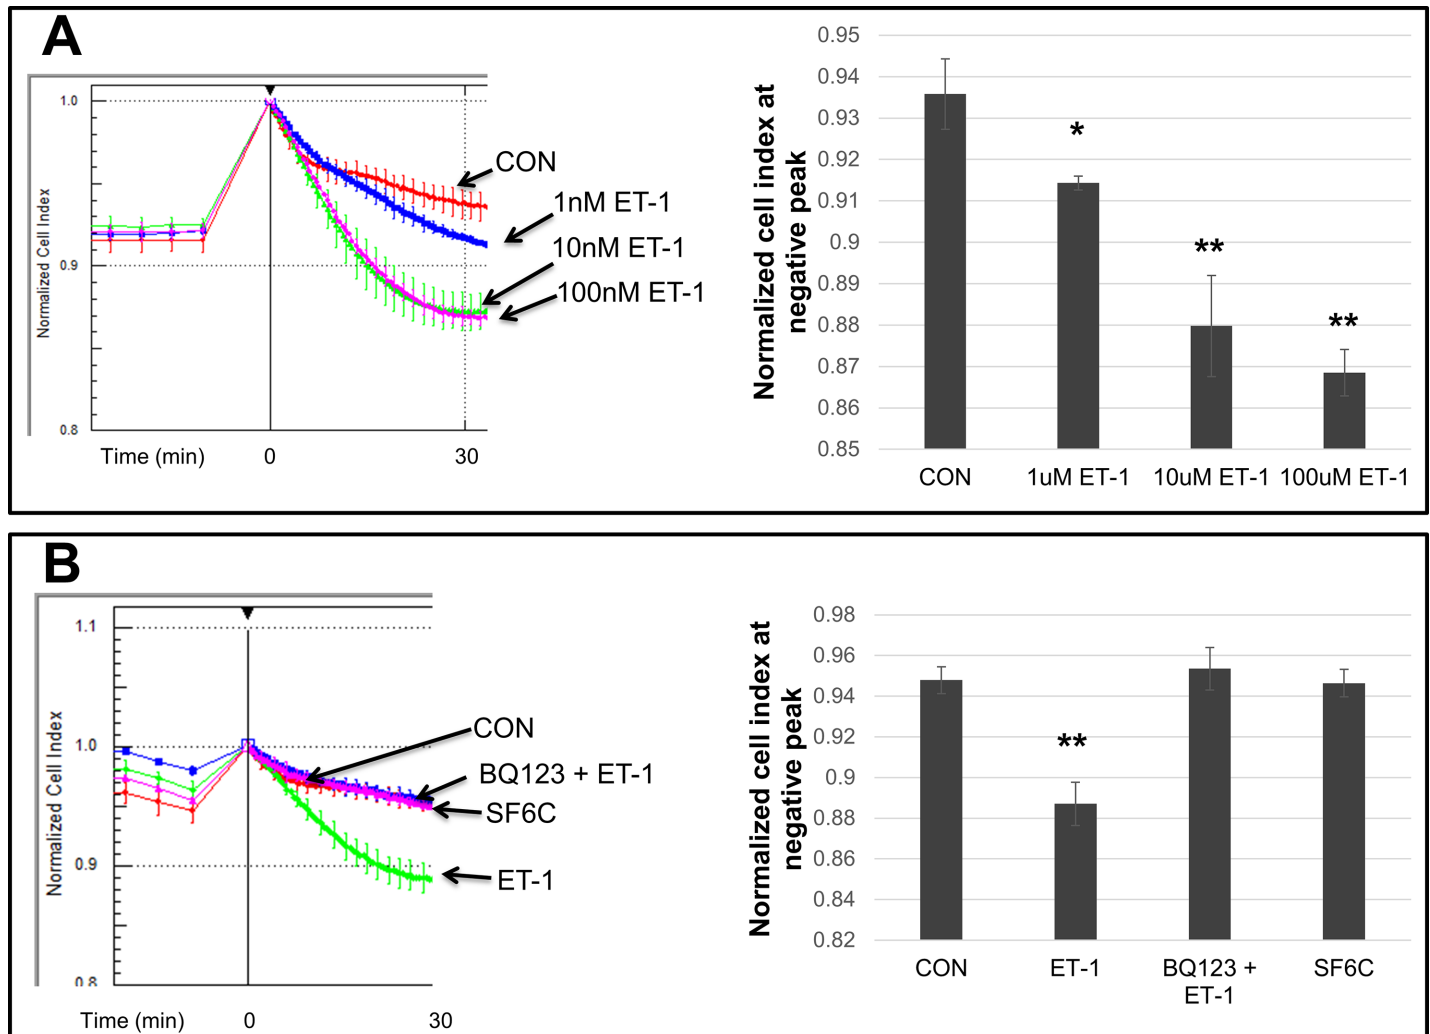 A
1.0
0.9
0.8
Normalized Cell Index
CON
1nM ET-1
10nM ET-1
100nM ET-1
Time (min)
0
30
Normalized cell index at
negative peak
0.95
0.94
0.93
0.92
0.91
0.9
0.89
0.88
0.87
0.86
0.85
*
**
**
CON
1uM ET-1
10uM ET-1
100uM ET-1
B
1.1
1.0
0.9
0.8
Normalized Cell Index
CON
BQ123 + ET-1
SF6C
ET-1
Time (min)
0
30
Normalized cell index at
negative peak
0.98
0.96
0.94
0.92
0.9
0.88
0.86
0.84
0.82
**
CON
ET-1
BQ123 +
ET-1
SF6C